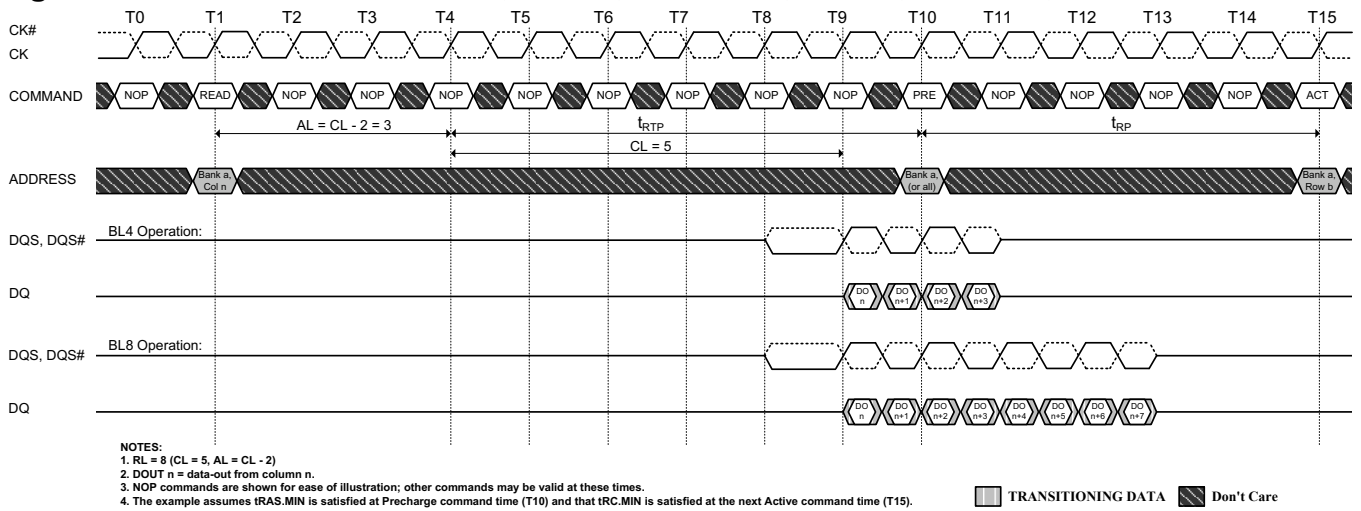 T0 T1 T2 T3 T4 T5 T6 T7 T8 T9 T10 T11 T12 T13 T14 T15
CK#
CK
COMMAND NOP READ NOP NOP NOP NOP NOP NOP NOP NOP PRE NOP NOP NOP NOP ACT
AL = CL - 2 = 3 tRTP tRP
CL = 5
ADDRESS Bank a, Col n Bank a, (or all) Bank a, Row b
DQS, DQS# BL4 Operation:
DQ DO n DO n+1 DO n+2 DO n+3
DQS, DQS# BL8 Operation:
DQ DO n DO n+1 DO n+2 DO n+3 DO n+4 DO n+5 DO n+6 DO n+7
NOTES:
1. RL = 8 (CL = 5, AL = CL - 2)
2. DOUT n = data-out from column n.
3. NOP commands are shown for ease of illustration; other commands may be valid at these times.
4. The example assumes tRAS.MIN is satisfied at Precharge command time (T10) and that tRC.MIN is satisfied at the next Active command time (T15).
TRANSITIONING DATA Don't Care